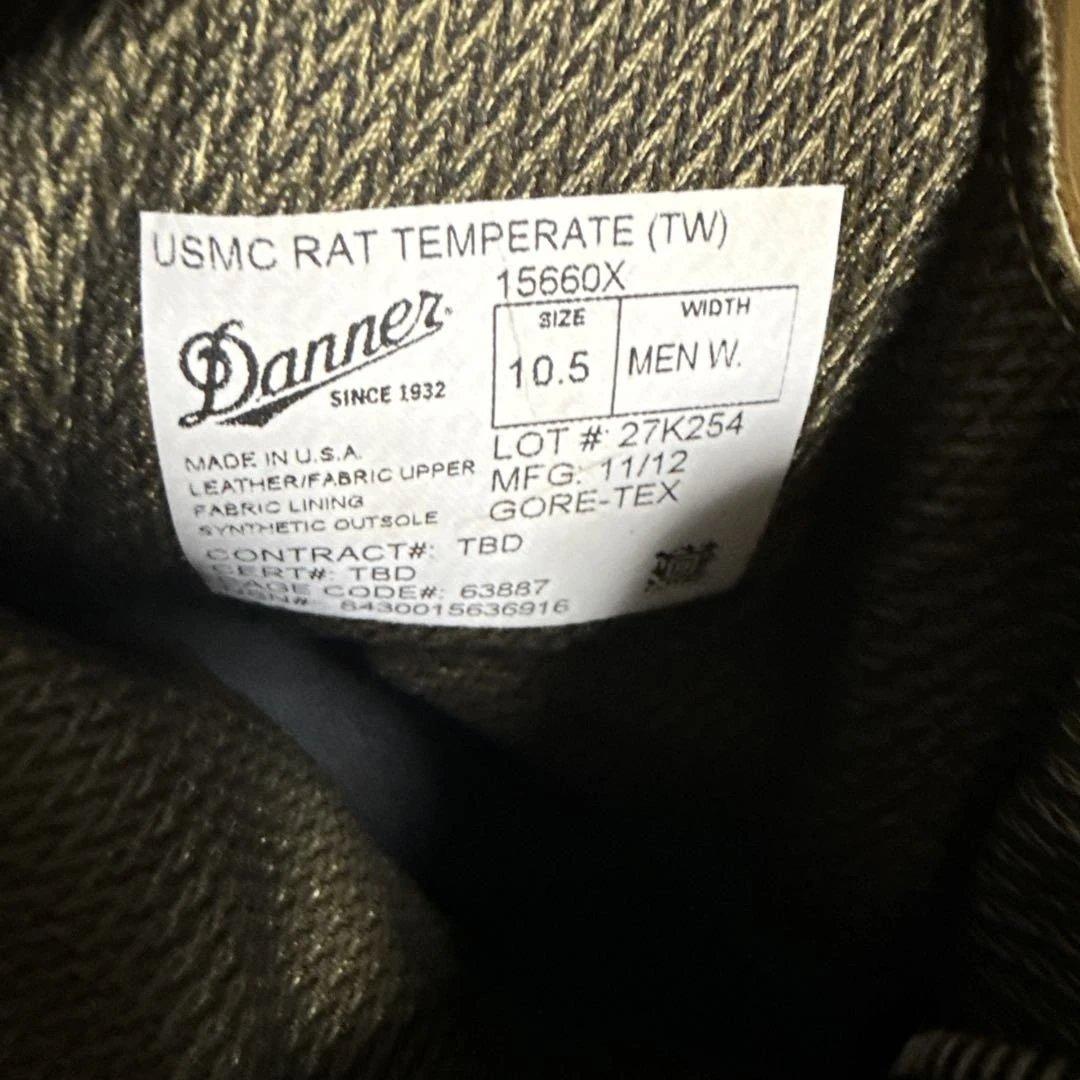 USMC RAT TEMPERATE (TW)
15660X
Danner
SINCE 1932
SIZE WIDTH
10.5 MEN W.
LOT #: 27K254
MFG: 11/12
GORE-TEX
MADE IN U.S.A.
LEATHER/FABRIC UPPER
FABRIC LINING
SYNTHETIC OUTSOLE
CONTRACT#: TBD
CERT#: TBD
CAGE CODE#: 63887
NSN#: 8430015636916